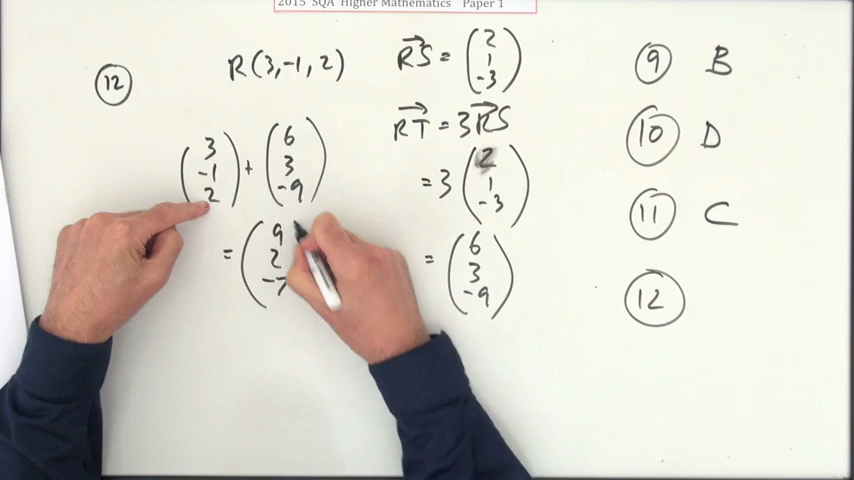 2015 SQA Higher Mathematics Paper 1
12
R(3,-1,2)
RS = (2 1 -3)
RT = 3RS
= 3 (2 1 -3)
= (6 3 -9)
(3 -1 2) + (6 3 -9)
= (9 2 -7
9 B
10 D
11 C
12